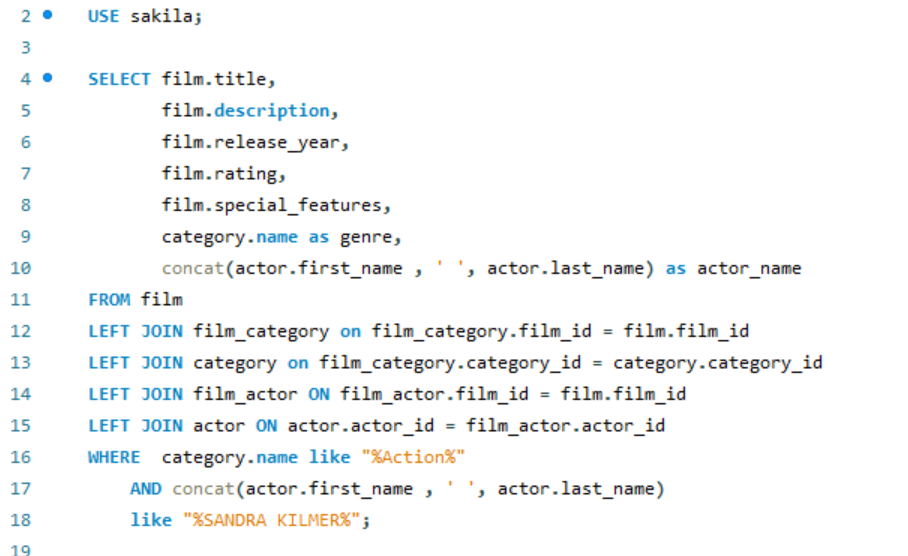 2 USE sakila;
3
4 SELECT film.title,
5 film.description,
6 film.release_year,
7 film.rating,
8 film.special_features,
9 category.name as genre,
10 concat(actor.first_name , ' ', actor.last_name) as actor_name
11 FROM film
12 LEFT JOIN film_category on film_category.film_id = film.film_id
13 LEFT JOIN category on film_category.category_id = category.category_id
14 LEFT JOIN film_actor ON film_actor.film_id = film.film_id
15 LEFT JOIN actor ON actor.actor_id = film_actor.actor_id
16 WHERE  category.name like "%Action%"
17 AND concat(actor.first_name , ' ', actor.last_name)
18 like "%SANDRA KILMER%";
19